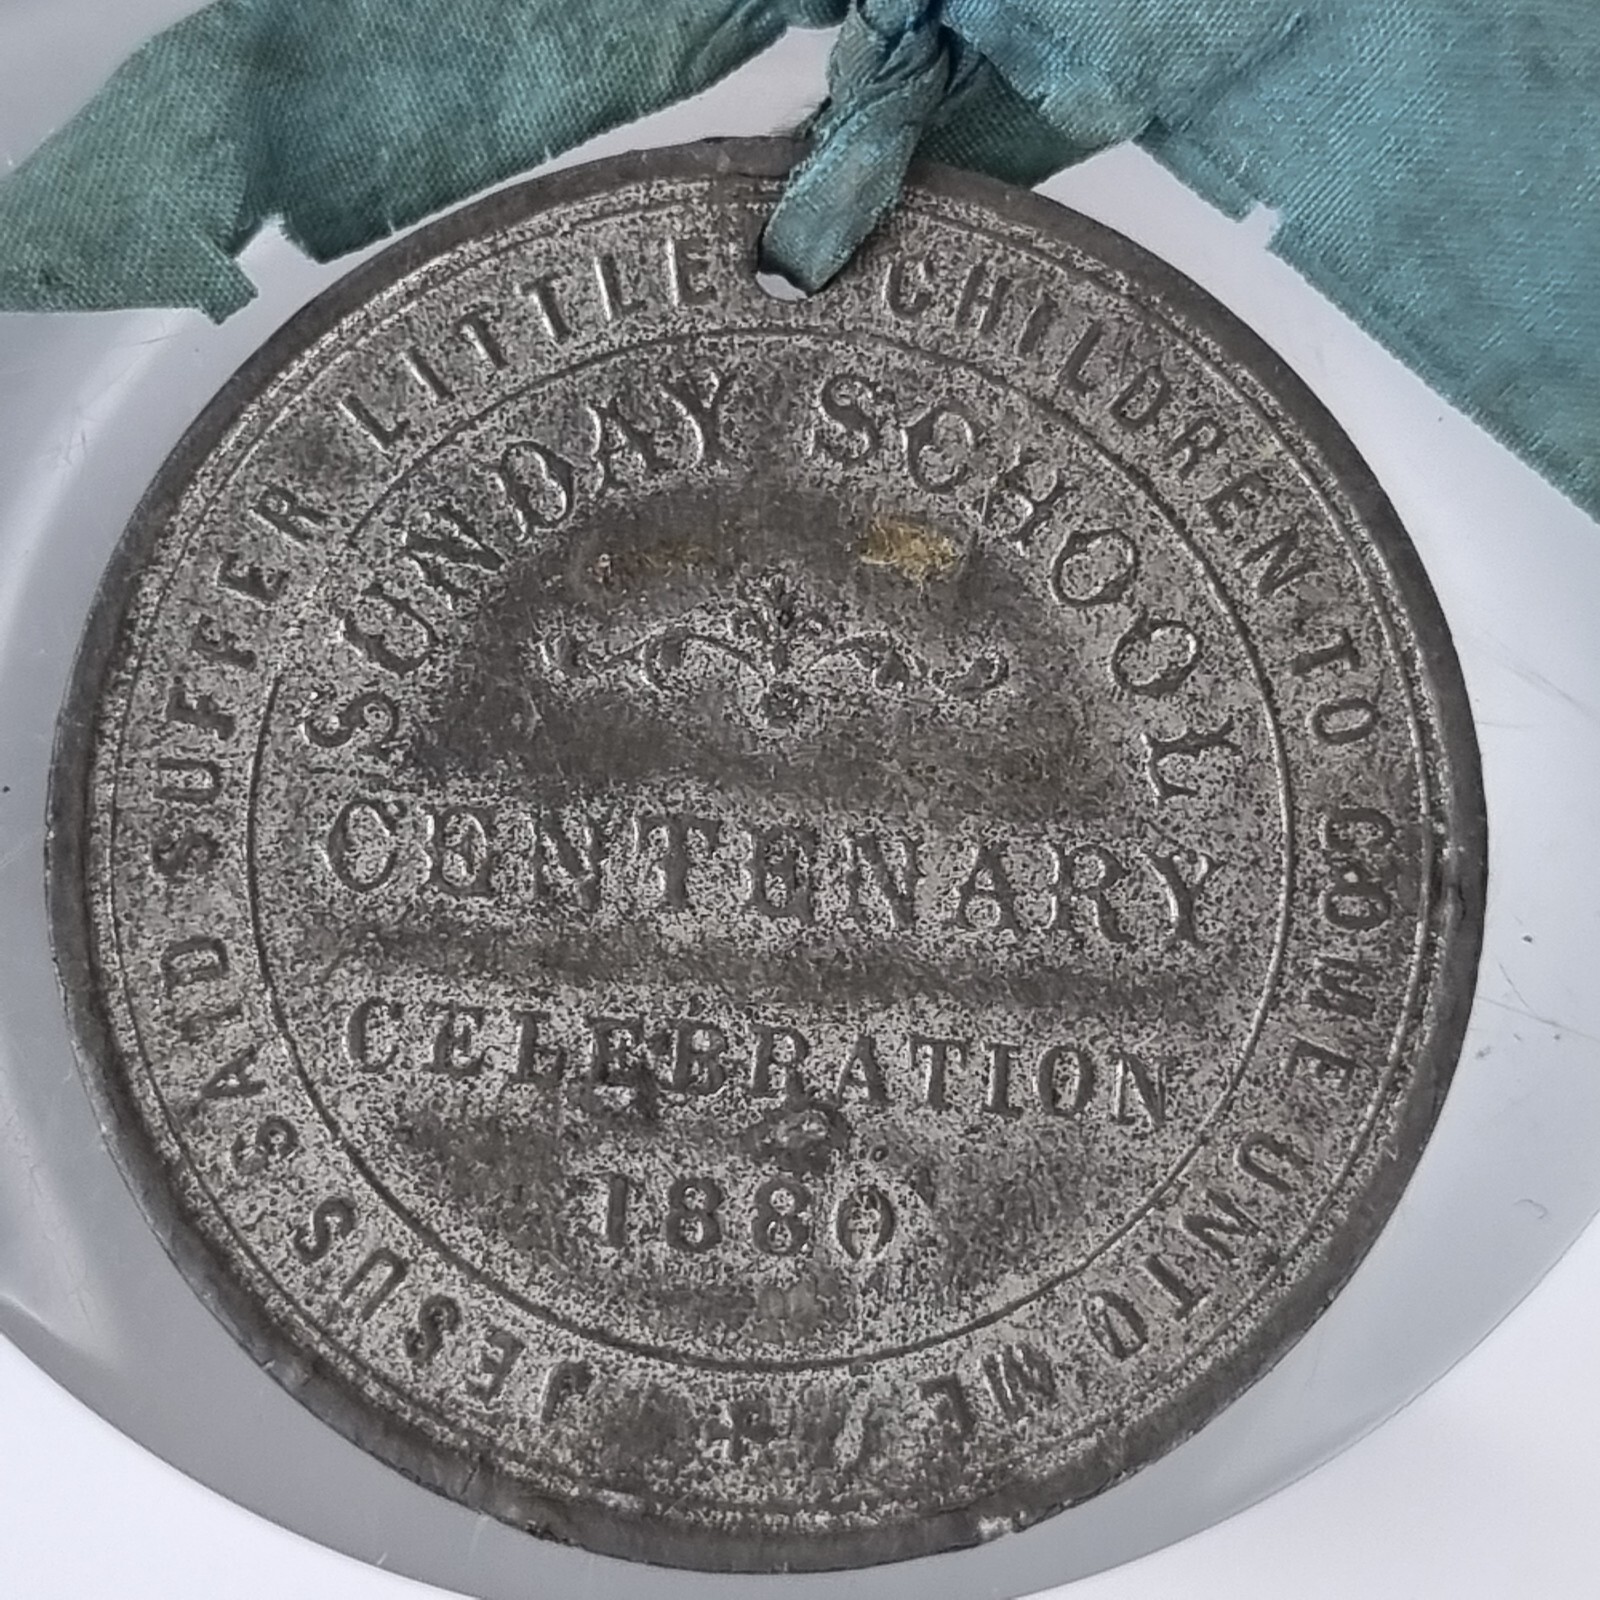 JESUS SAID SUFFER LITTLE CHILDREN TO COME UNTO ME
SUNDAY SCHOOL
CENTENARY
CELEBRATION
1880